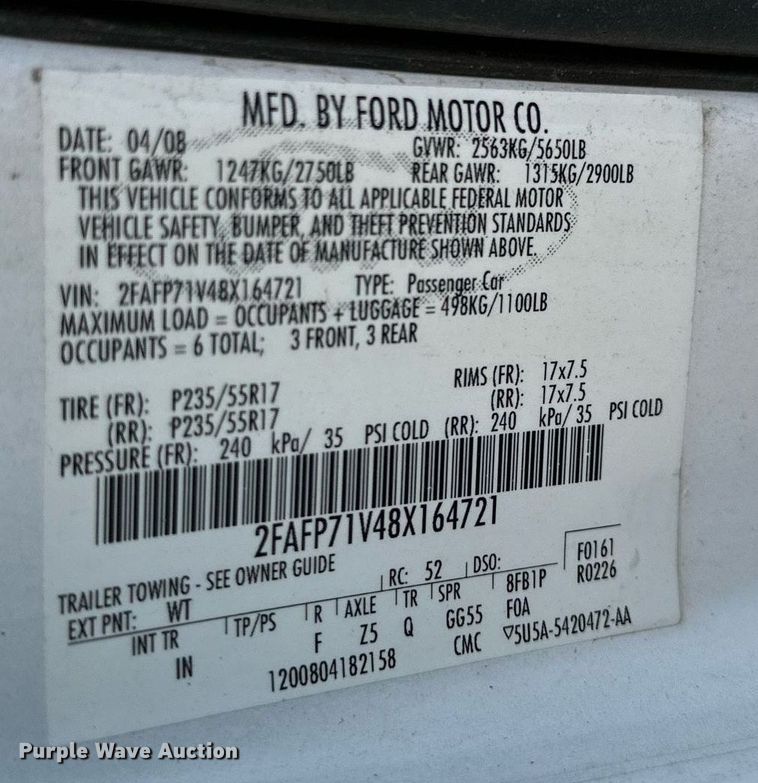 MFD. BY FORD MOTOR CO.
DATE: 04/08 GVWR: 2563KG/5650LB
FRONT GAWR: 1247KG/2750LB REAR GAWR: 1315KG/2900LB
THIS VEHICLE CONFORMS TO ALL APPLICABLE FEDERAL MOTOR
VEHICLE SAFETY, BUMPER, AND THEFT PREVENTION STANDARDS
IN EFFECT ON THE DATE OF MANUFACTURE SHOWN ABOVE.
VIN: 2FAFP71V48X164721 TYPE: Passenger Car
MAXIMUM LOAD = OCCUPANTS + LUGGAGE = 498KG/1100LB
OCCUPANTS = 6 TOTAL; 3 FRONT, 3 REAR
TIRE (FR): P235/55R17 RIMS (FR): 17x7.5
(RR): P235/55R17 (RR): 17x7.5
PRESSURE (FR): 240 kPa/ 35 PSI COLD (RR): 240 kPa/ 35 PSI COLD
2FAFP71V48X164721
TRAILER TOWING - SEE OWNER GUIDE
EXT PNT: WT RC: 52 DSO: F0161
R0226
INT TR TP/PS R AXLE TR SPR 8FB1P
IN F Z5 Q GG55 F0A
1200804182158 CMC ▽5U5A-5420472-AA
Purple Wave Auction